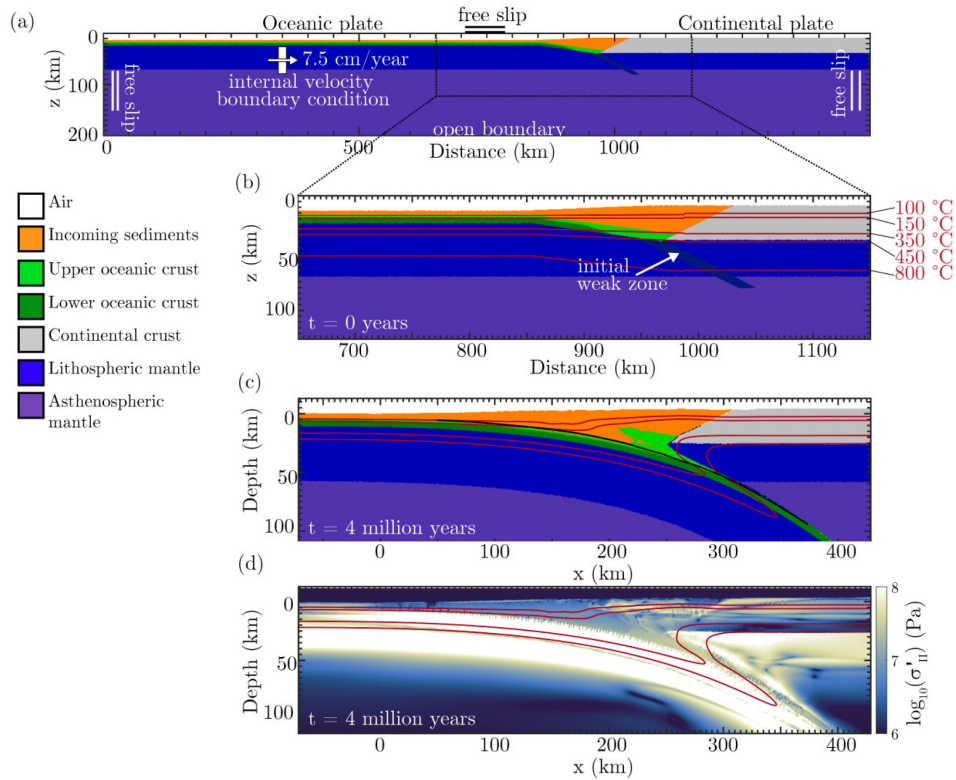 (a)
Oceanic plate
free slip
Continental plate
0
50
100
150
200
z (km)
free slip
7.5 cm/year
internal velocity
boundary condition
open boundary
free slip
0
500
1000
Distance (km)
(b)
0
50
100
z (km)
100 °C
150 °C
350 °C
450 °C
800 °C
initial
weak zone
t = 0 years
700
800
900
1000
1100
Distance (km)
Air
Incoming sediments
Upper oceanic crust
Lower oceanic crust
Continental crust
Lithospheric mantle
Asthenospheric
mantle
(c)
0
50
100
Depth (km)
t = 4 million years
0
100
200
300
400
x (km)
(d)
0
50
100
Depth (km)
t = 4 million years
0
100
200
300
400
x (km)
8
7
6
log₁₀(σ'II) (Pa)